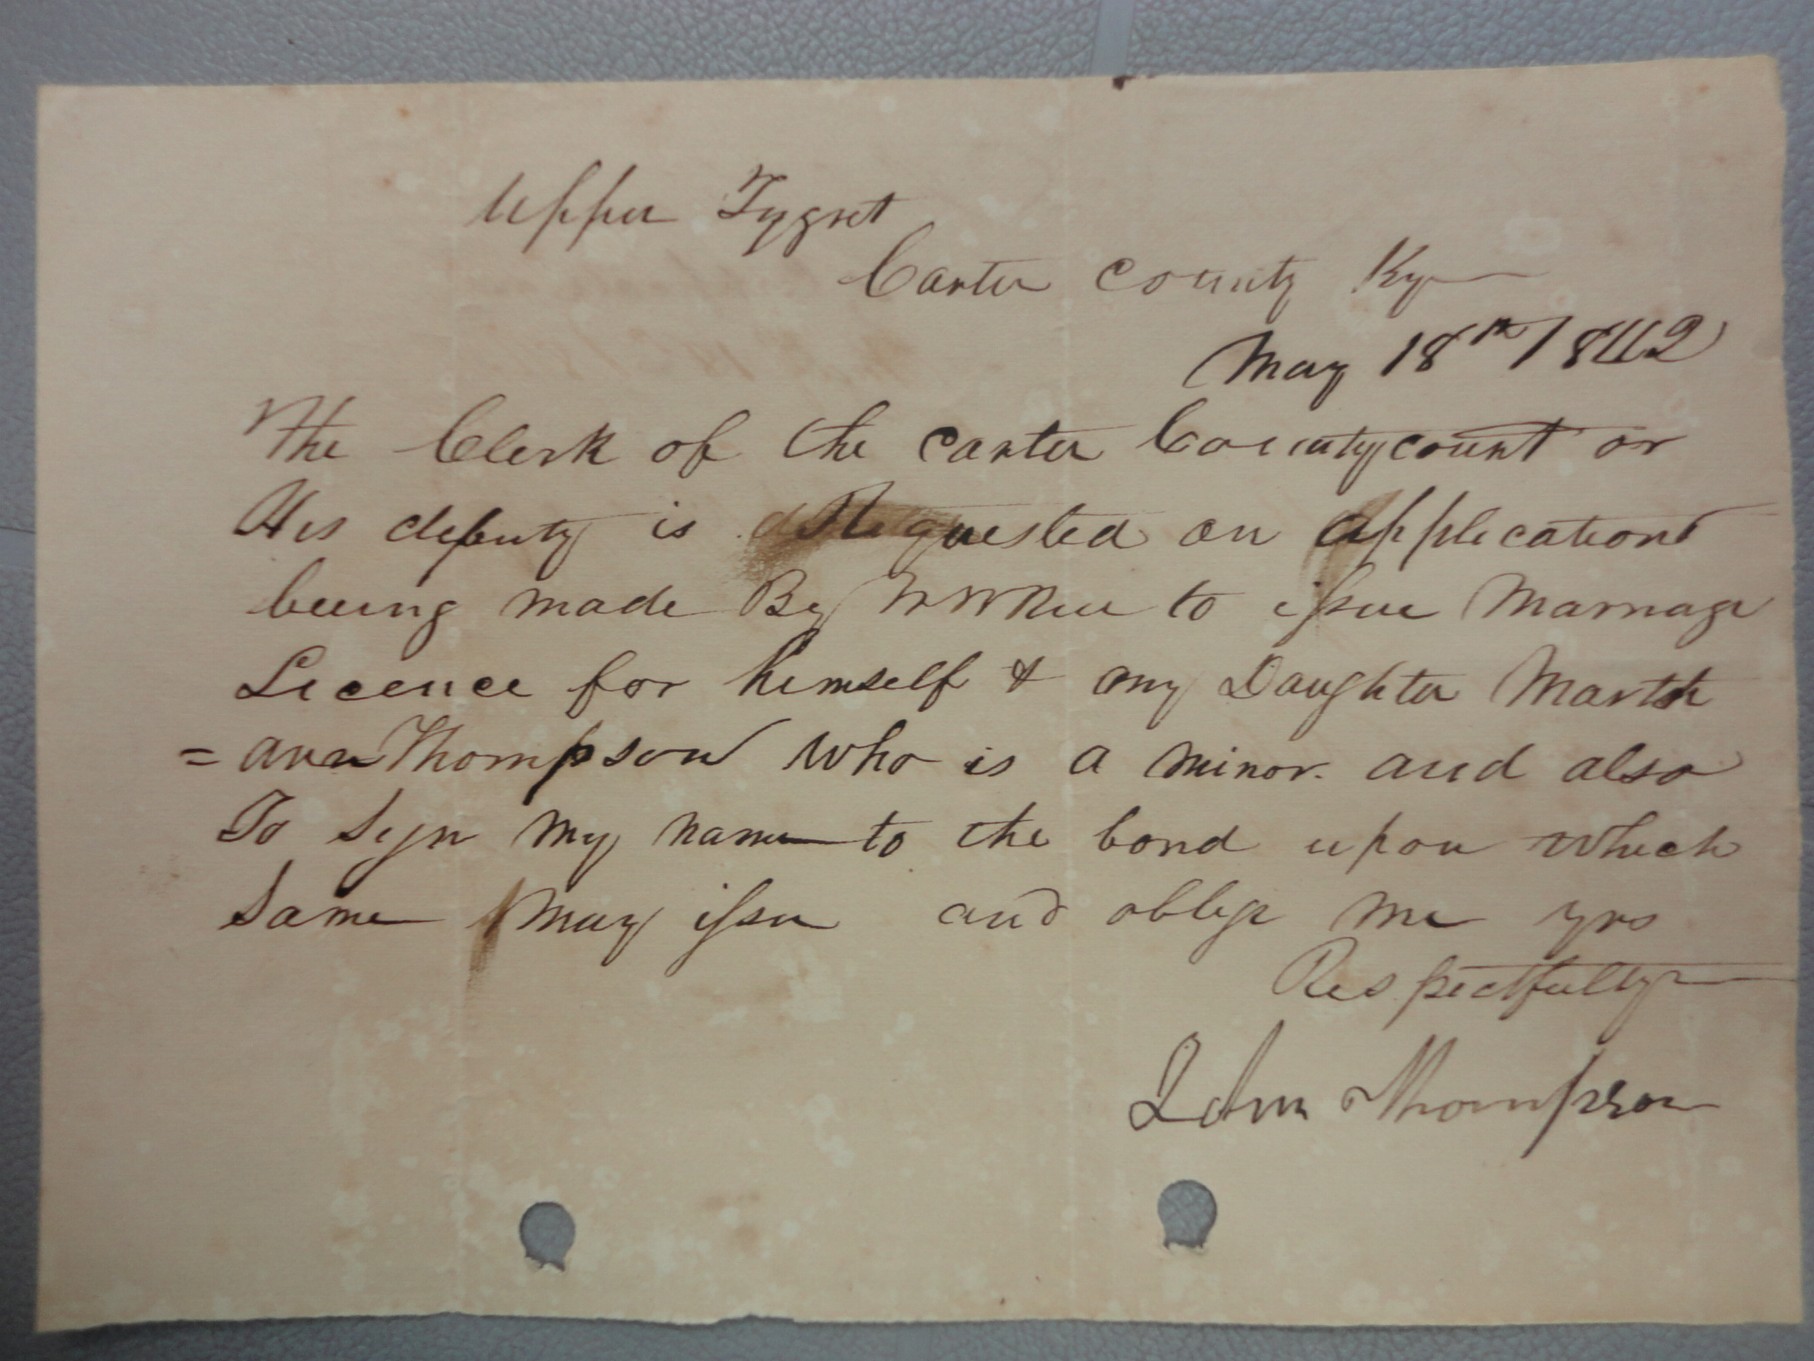 Upper Tygret
Carter County Ky
May 18th 1842
The Clerk of the carter County court or
His deputy is Requested on application
being made By to issue Marriage
Licence for himself & my Daughter Marth
= ann Thompson who is a minor. and also
To Sign my name to the bond upon which
Same may issue and oblige me yrs
Respectfully
John Thompson